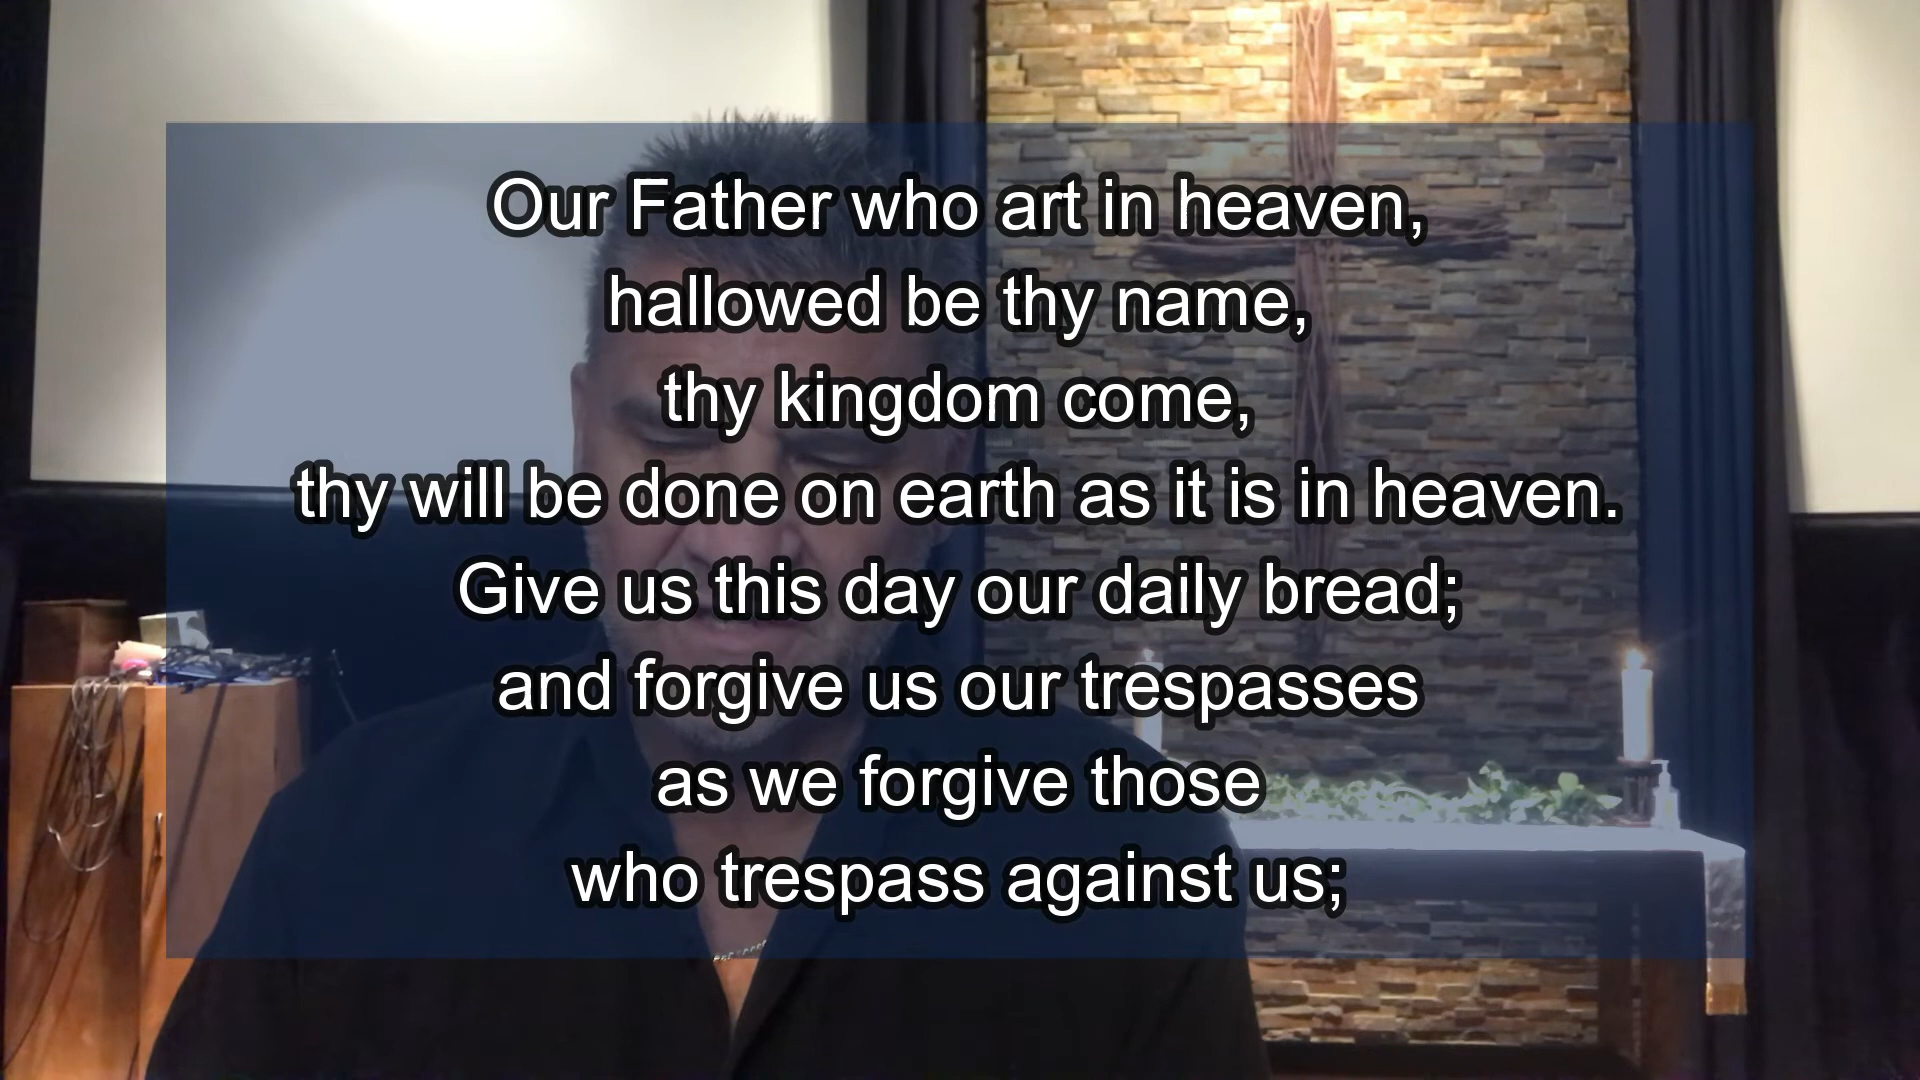 Our Father who art in heaven,
hallowed be thy name,
thy kingdom come,
thy will be done on earth as it is in heaven.
Give us this day our daily bread;
and forgive us our trespasses
as we forgive those
who trespass against us;